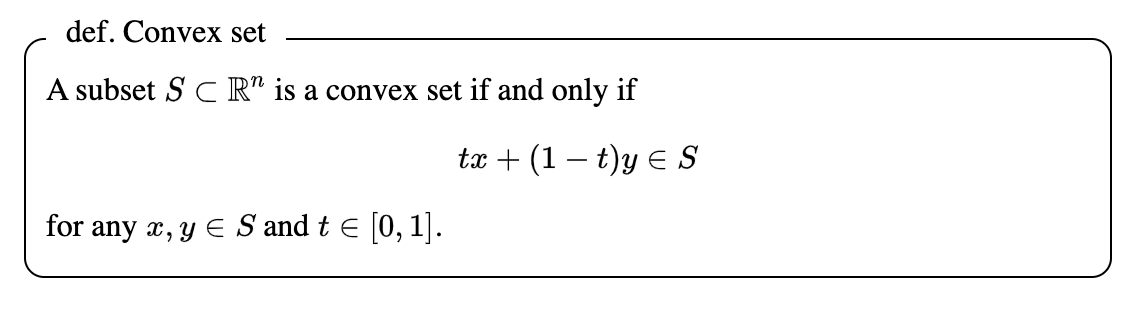 def. Convex set
A subset S ⊂ ℝⁿ is a convex set if and only if
tx + (1 − t)y ∈ S
for any x, y ∈ S and t ∈ [0, 1].